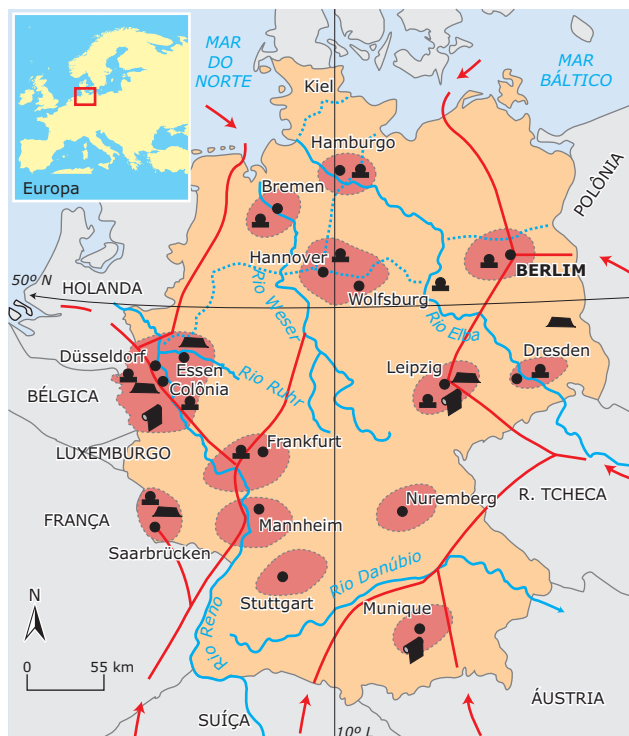 MAR
DO
NORTE
MAR
BÁLTICO
Kiel
Europa
Hamburgo
POLÔNIA
Bremen
Hannover
BERLIM
50º N
HOLANDA
Rio Weser
Wolfsburg
Rio Elba
Düsseldorf
Essen
Colônia
Leipzig
Dresden
BÉLGICA
Rio Ruhr
LUXEMBURGO
Frankfurt
FRANÇA
Nuremberg
R. TCHECA
Mannheim
Saarbrücken
Rio Danúbio
N
Stuttgart
Munique
Rio Reno
0
55 km
ÁUSTRIA
SUÍÇA
10º L